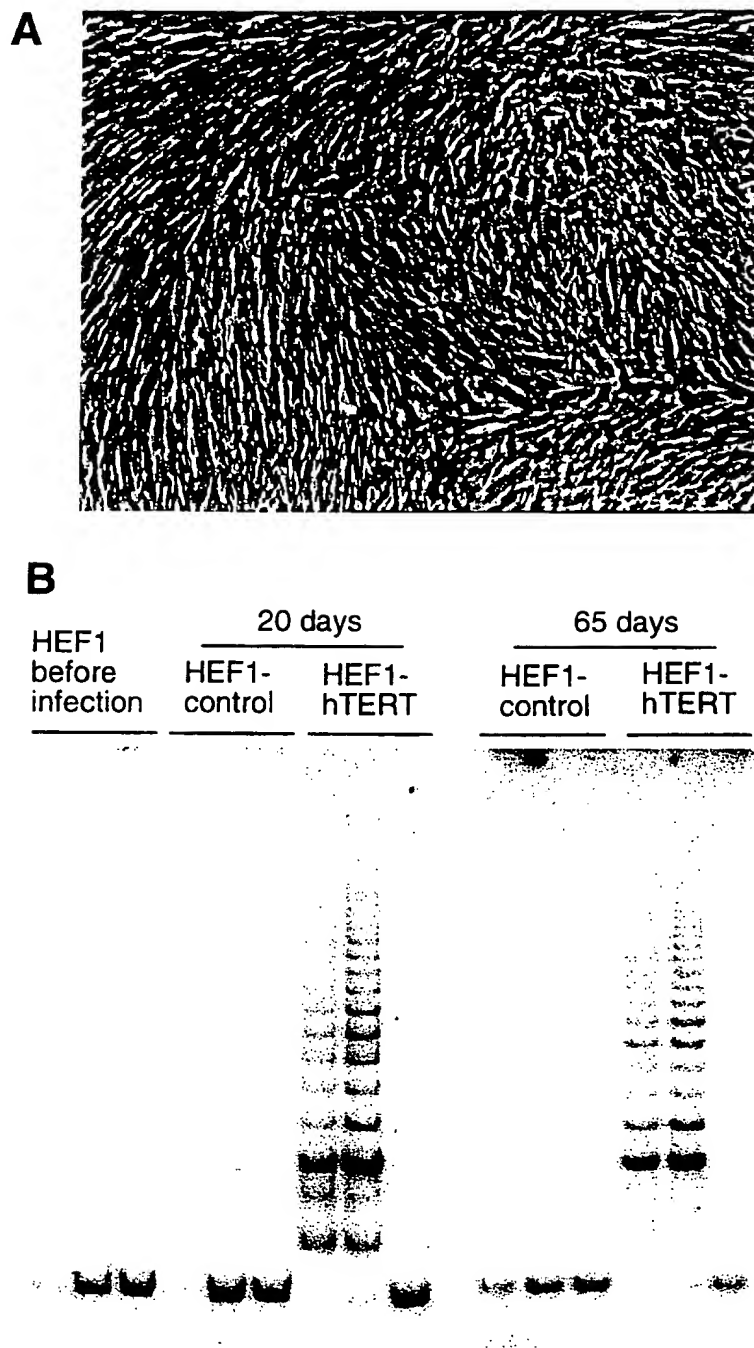 A
B
20 days
65 days
HEF1
before
infection
HEF1-
control
HEF1-
hTERT
HEF1-
control
HEF1-
hTERT